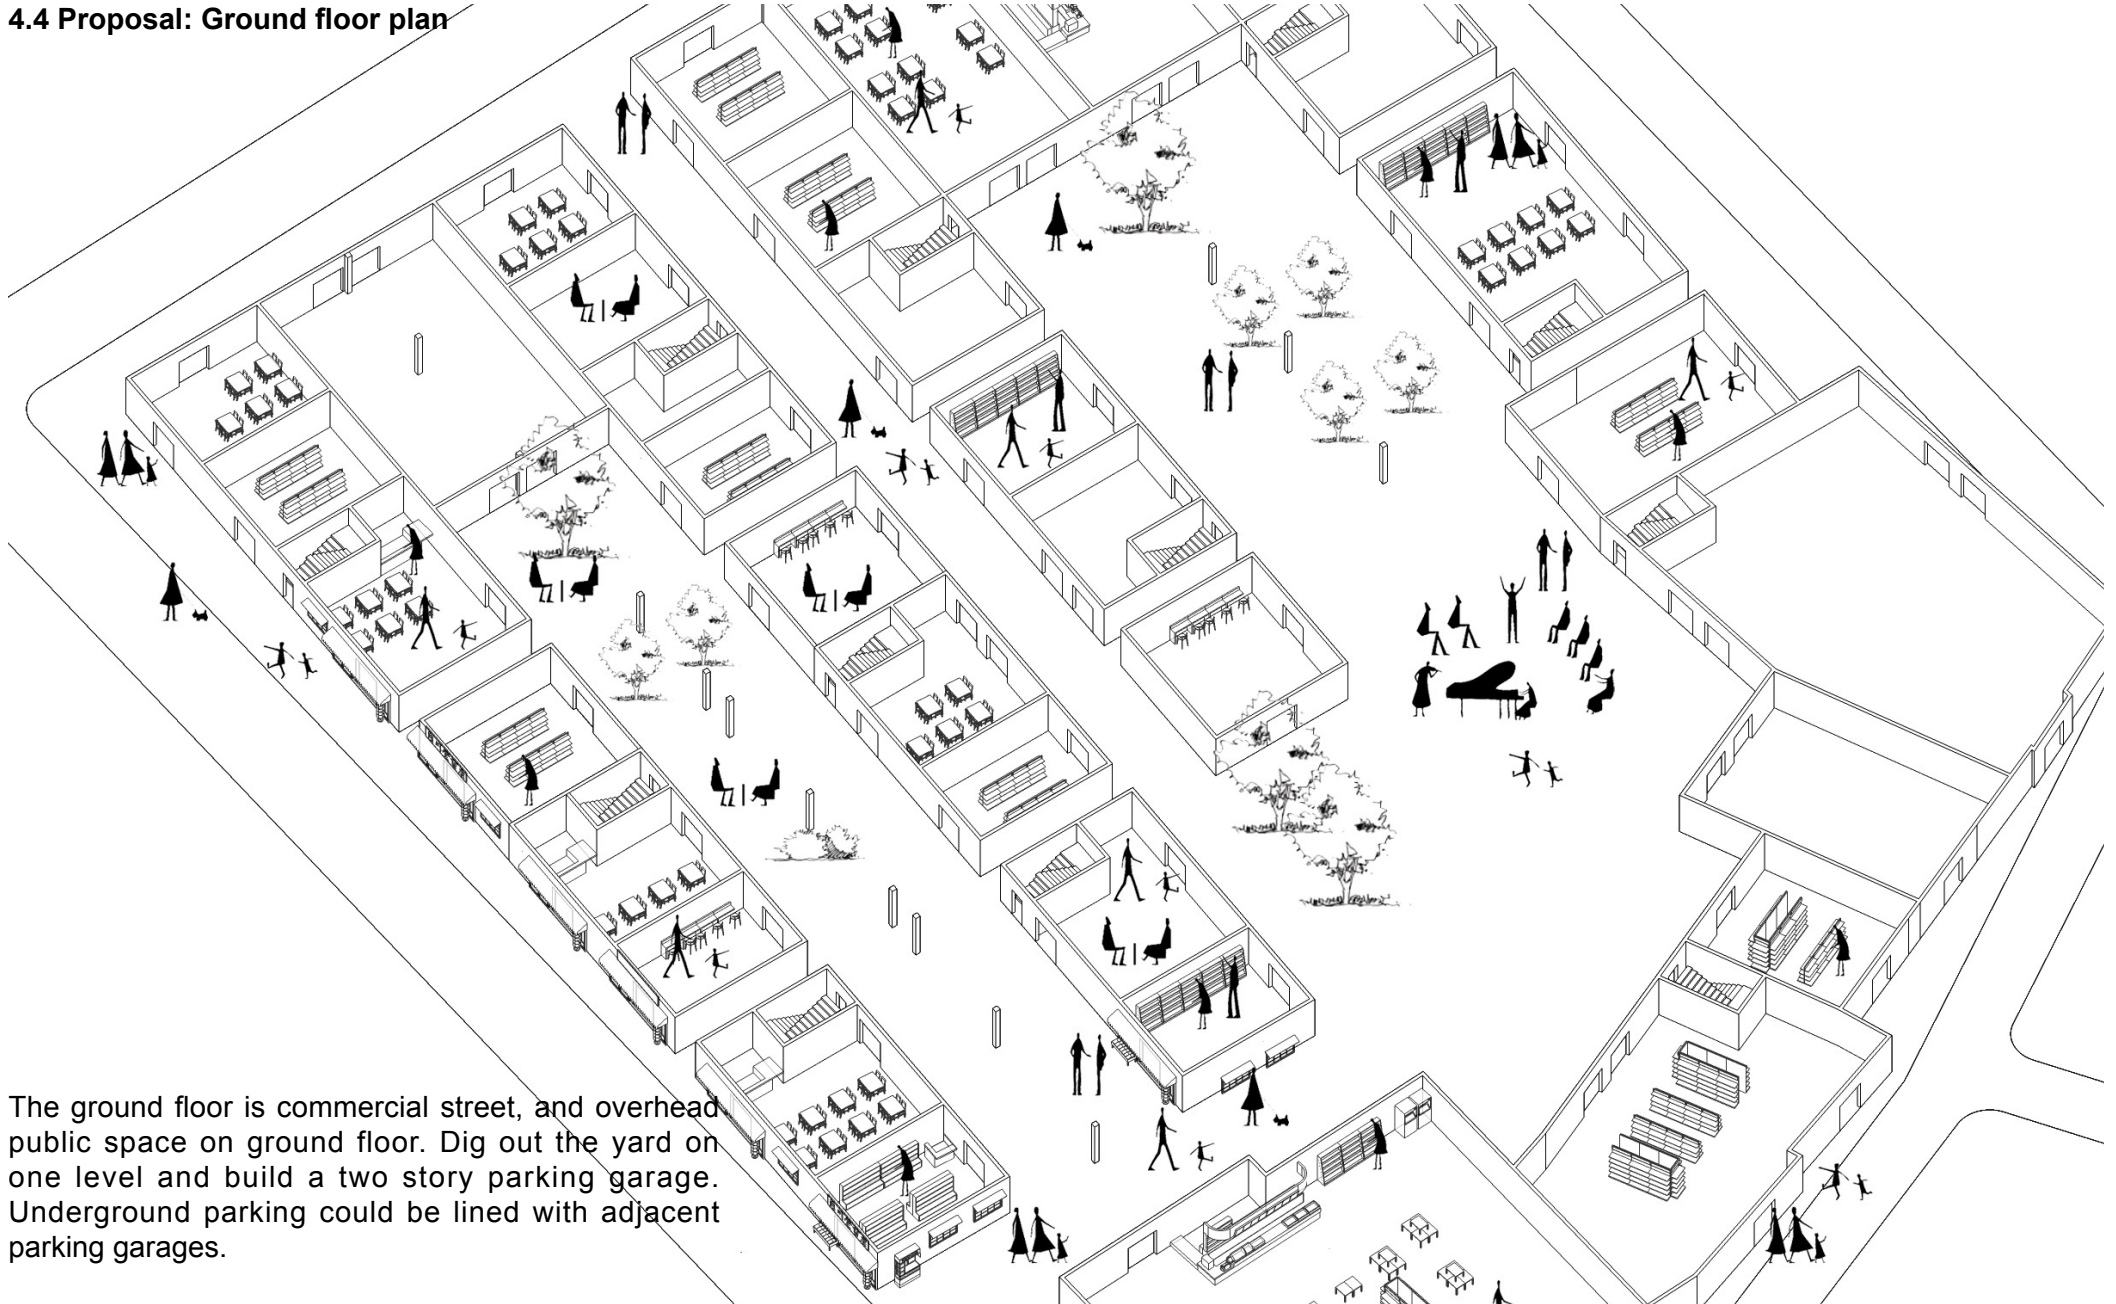 4.4 Proposal: Ground floor plan
The ground floor is commercial street, and overhead
public space on ground floor. Dig out the yard on
one level and build a two story parking garage.
Underground parking could be lined with adjacent
parking garages.